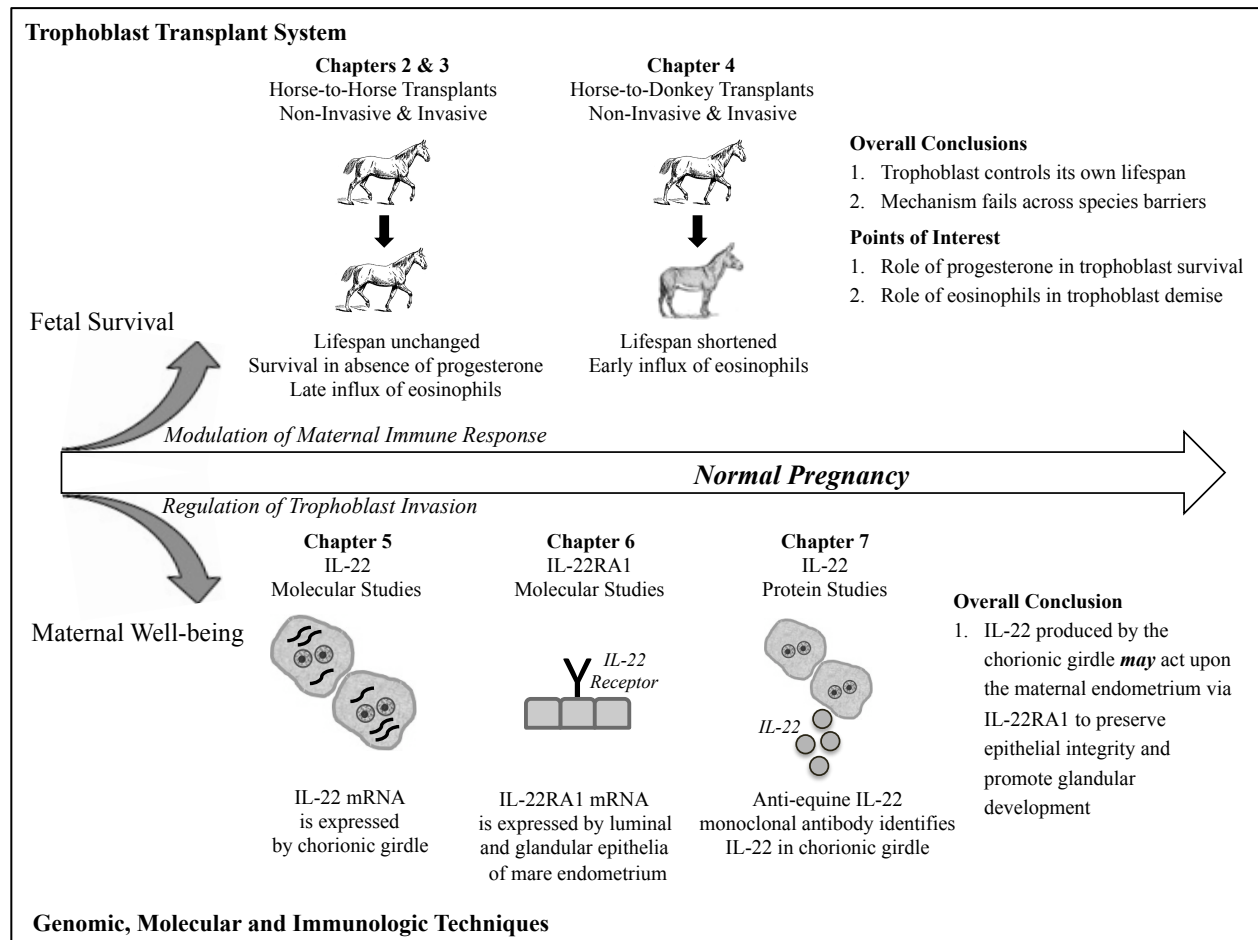 Trophoblast Transplant System
Chapters 2 & 3
Horse-to-Horse Transplants
Non-Invasive & Invasive
Lifespan unchanged
Survival in absence of progesterone
Late influx of eosinophils
Chapter 4
Horse-to-Donkey Transplants
Non-Invasive & Invasive
Lifespan shortened
Early influx of eosinophils
Overall Conclusions
1. Trophoblast controls its own lifespan
2. Mechanism fails across species barriers
Points of Interest
1. Role of progesterone in trophoblast survival
2. Role of eosinophils in trophoblast demise
Fetal Survival
Modulation of Maternal Immune Response
Normal Pregnancy
Regulation of Trophoblast Invasion
Maternal Well-being
Chapter 5
IL-22
Molecular Studies
IL-22 mRNA
is expressed
by chorionic girdle
Chapter 6
IL-22RA1
Molecular Studies
IL-22
Receptor
IL-22RA1 mRNA
is expressed by luminal
and glandular epithelia
of mare endometrium
Chapter 7
IL-22
Protein Studies
IL-22
Anti-equine IL-22
monoclonal antibody identifies
IL-22 in chorionic girdle
Overall Conclusion
1. IL-22 produced by the
chorionic girdle may act upon
the maternal endometrium via
IL-22RA1 to preserve
epithelial integrity and
promote glandular
development
Genomic, Molecular and Immunologic Techniques